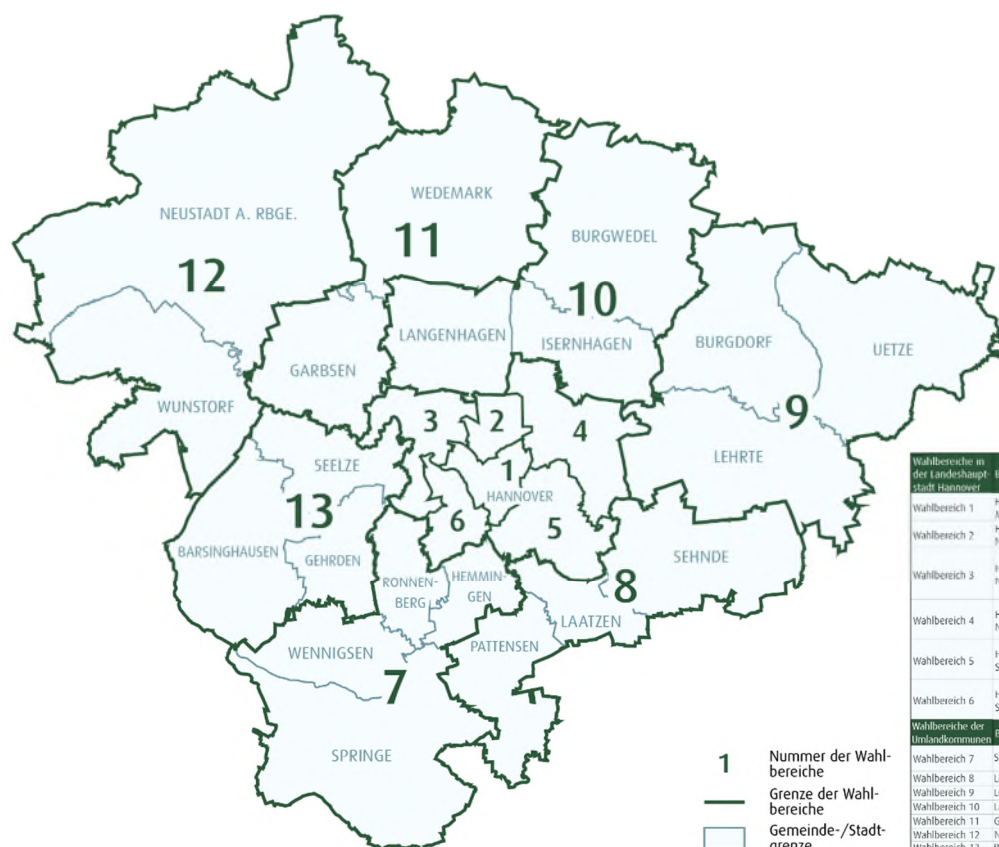 NEUSTADT A. RBGE.
12
WEDEMARK
11
BURGWEDEL
10
ISERNHAGEN
LANGENHAGEN
GARBSEN
WUNSTORF
BURGDORF
UETZE
9
LEHRTE
3
2
4
1
HANNOVER
6
5
SEELZE
13
BARSINGHAUSEN
GEHRDEN
RONNEN-
BERG
HEMMIN-
GEN
SEHNDE
8
LAATZEN
PATTENSEN
WENNIGSEN
7
SPRINGE
1 Nummer der Wahl-
bereiche
Grenze der Wahl-
bereiche
Gemeinde-/Stadt-
grenze
Wahlbereiche in
der Landeshaupt-
stadt Hannover
Wahlbereich 1
Wahlbereich 2
Wahlbereich 3
Wahlbereich 4
Wahlbereich 5
Wahlbereich 6
Wahlbereiche der
Umlandkommunen
Wahlbereich 7
Wahlbereich 8
Wahlbereich 9
Wahlbereich 10
Wahlbereich 11
Wahlbereich 12
Wahlbereich 13